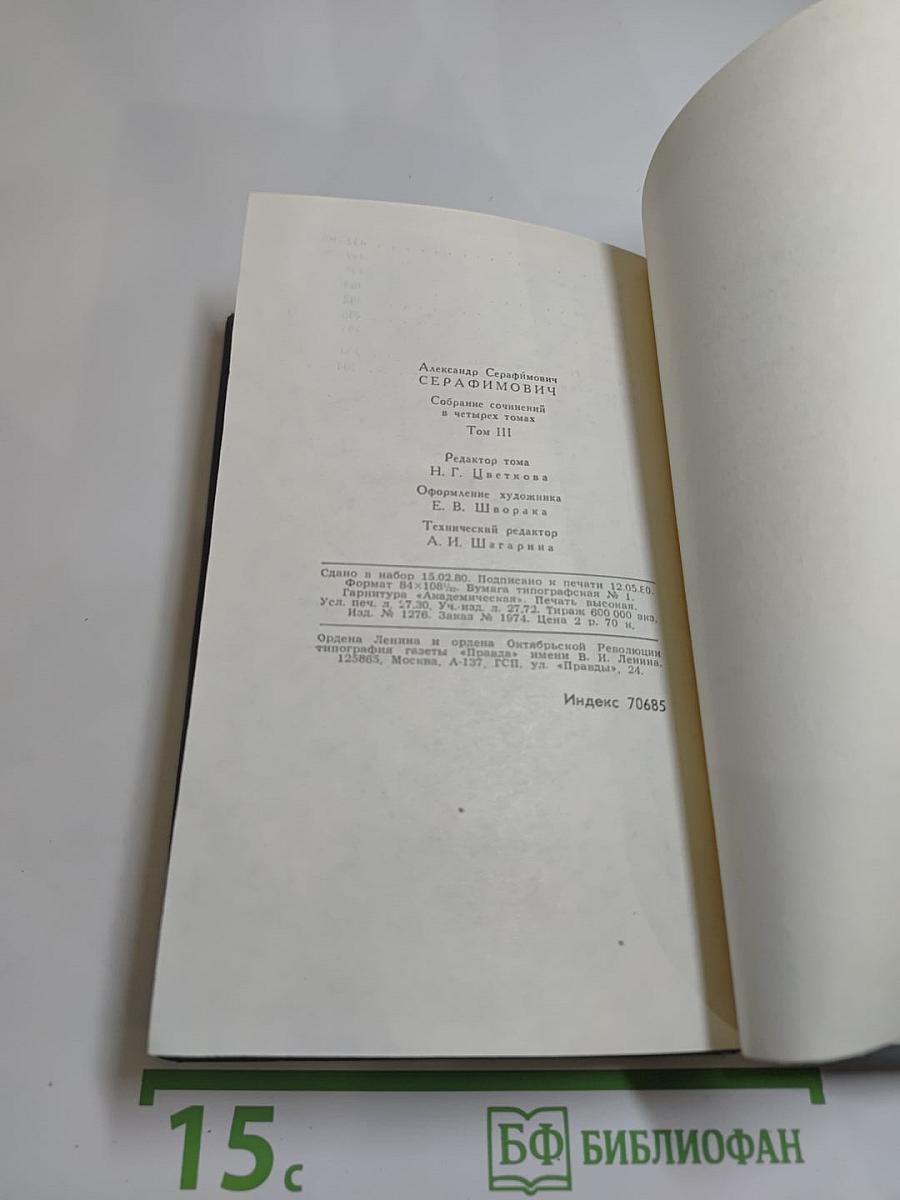 Александр Серафимович
СЕРАФИМОВИЧ
Собрание сочинений
в четырех томах
Том III
Редактор тома
Н. Г. Цветкова
Оформление художника
Е. В. Шворака
Технический редактор
А. И. Шагарина
Сдано в набор 15.02.80. Подписано к печати 12.05.80.
Формат 84×108¹/₃₂. Бумага типографская № 1.
Гарнитура «Академическая». Печать высокая.
Усл. печ. л. 27,30. Уч.-изд. л. 27,72. Тираж 600 000 экз.
Изд. № 1276. Заказ № 1974. Цена 2 р. 70 к.
Ордена Ленина и ордена Октябрьской Революции
типография газеты «Правда» имени В. И. Ленина,
125865, Москва, А-137, ГСП, ул. «Правды», 24.
Индекс 70685
15 с
БФ БИБЛИОФАН